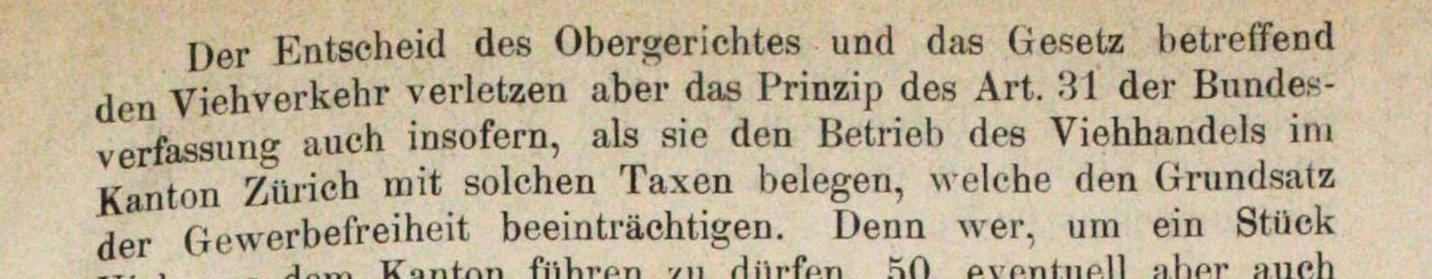 Der Entscheid des Obergerichtes und das Gesetz betreffend
den Viehverkehr verletzen aber das Prinzip des Art. 31 der Bundes-
verfassung auch insofern, als sie den Betrieb des Viehhandels im
Kanton Zürich mit solchen Taxen belegen, welche den Grundsatz
der Gewerbefreiheit beeinträchtigen. Denn wer, um ein Stück
dem Kanton führen zu dürfen 50 eventuell aber auch